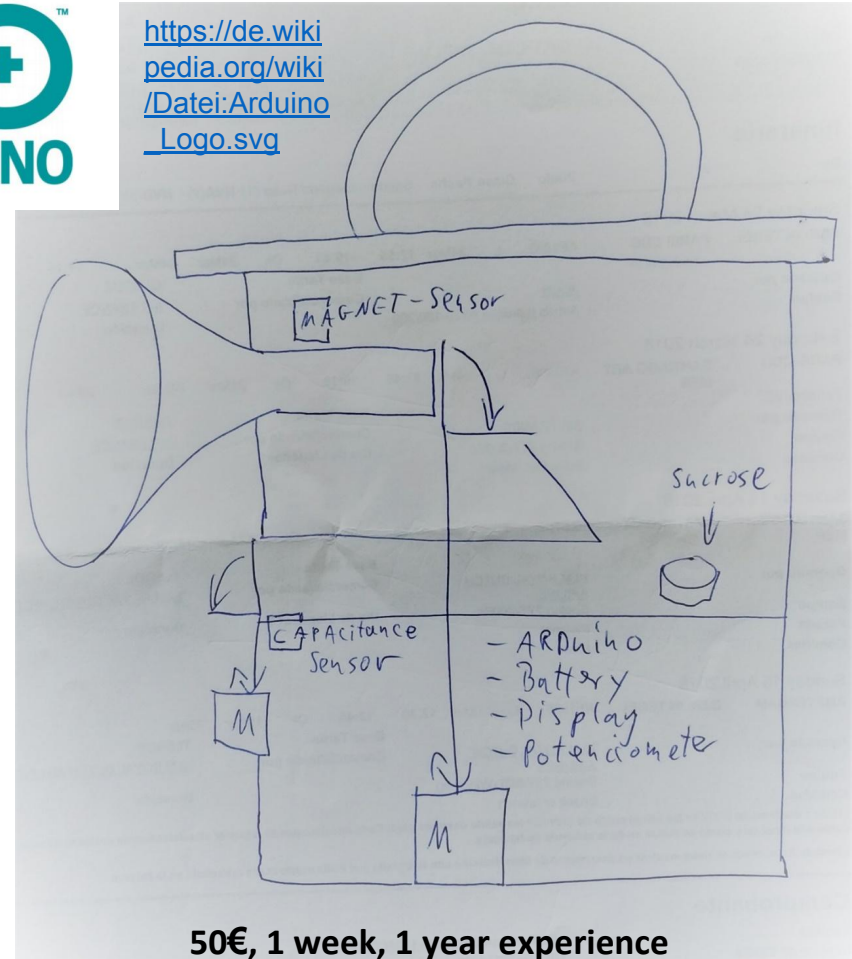 TM
NO
https://de.wiki
pedia.org/wiki
/Datei:Arduino
_Logo.svg
MAGNET-Sensor
Sucrose
CAPAcitance
Sensor
- ARDuino
- Battery
- Display
- Potenciometer
M
M
50€, 1 week, 1 year experience